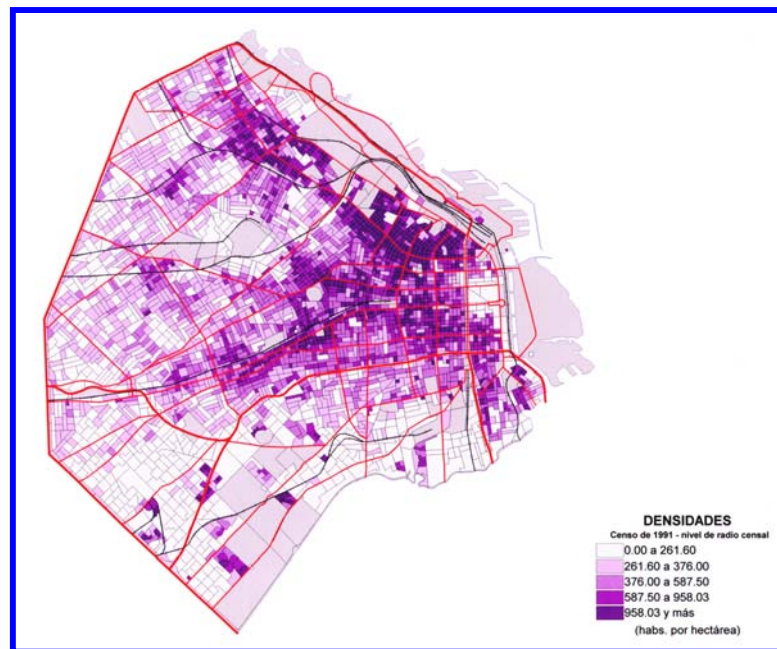 DENSIDADES
Censo de 1991 - nivel de radio censal
0.00 a 261.60
261.60 a 376.00
376.00 a 587.50
587.50 a 958.03
958.03 y más
(habs. por hectárea)